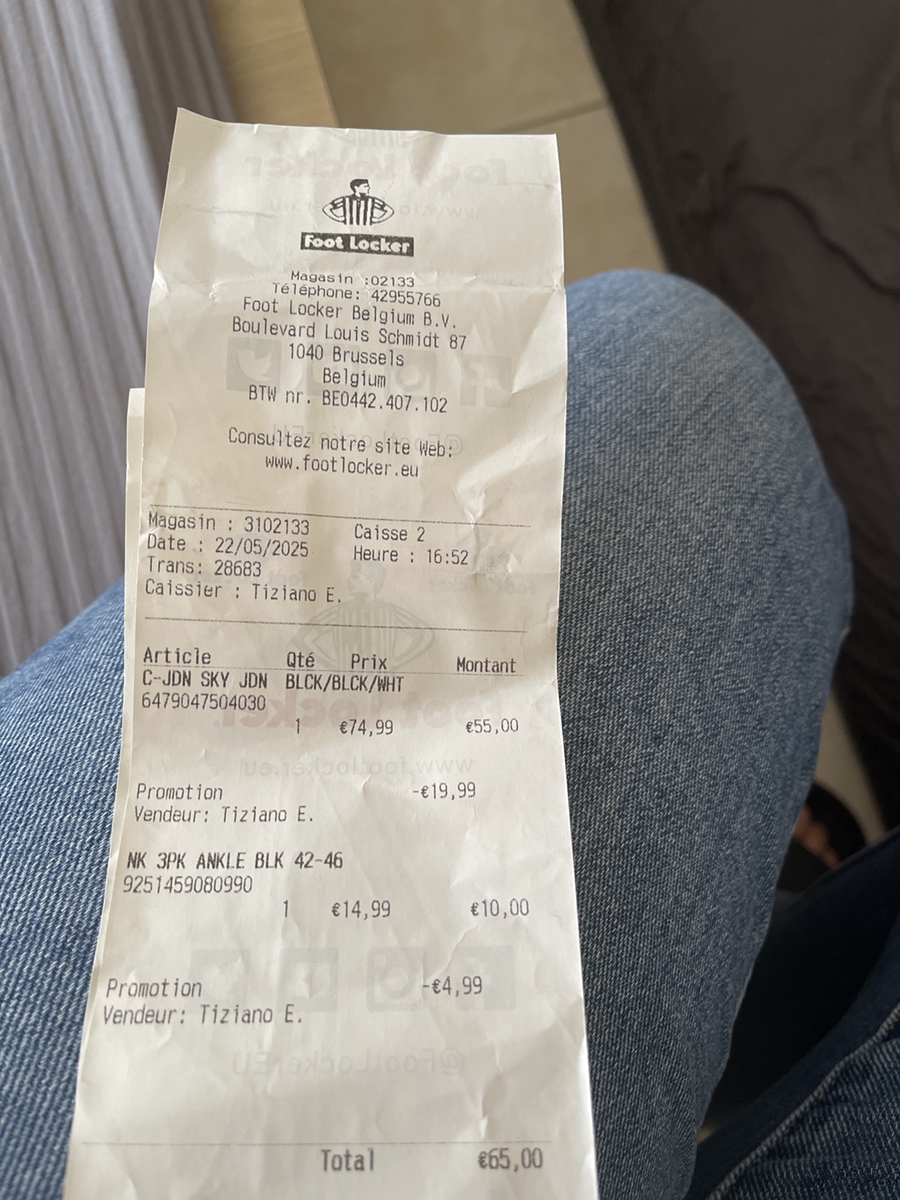 Foot Locker
Magasin :02133
Téléphone: 42955766
Foot Locker Belgium B.V.
Boulevard Louis Schmidt 87
1040 Brussels
Belgium
BTW nr. BE0442.407.102
Consultez notre site Web:
www.footlocker.eu
Magasin : 3102133 Caisse 2
Date : 22/05/2025 Heure : 16:52
Trans: 28683
Caissier : Tiziano E.
Article Qté Prix Montant
C-JDN SKY JDN BLCK/BLCK/WHT
6479047504030
1 €74,99 €55,00
Promotion -€19,99
Vendeur: Tiziano E.
NK 3PK ANKLE BLK 42-46
9251459080990
1 €14,99 €10,00
Promotion -€4,99
Vendeur: Tiziano E.
Total €65,00